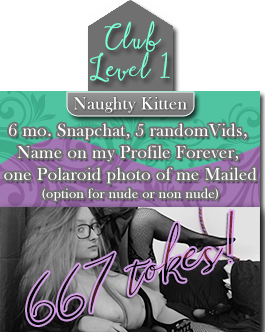 Club
Level 1
Naughty Kitten
6 mo. Snapchat, 5 randomVids,
Name on my Profile Forever,
one Polaroid photo of me Mailed
(option for nude or non nude)
667 tokes!